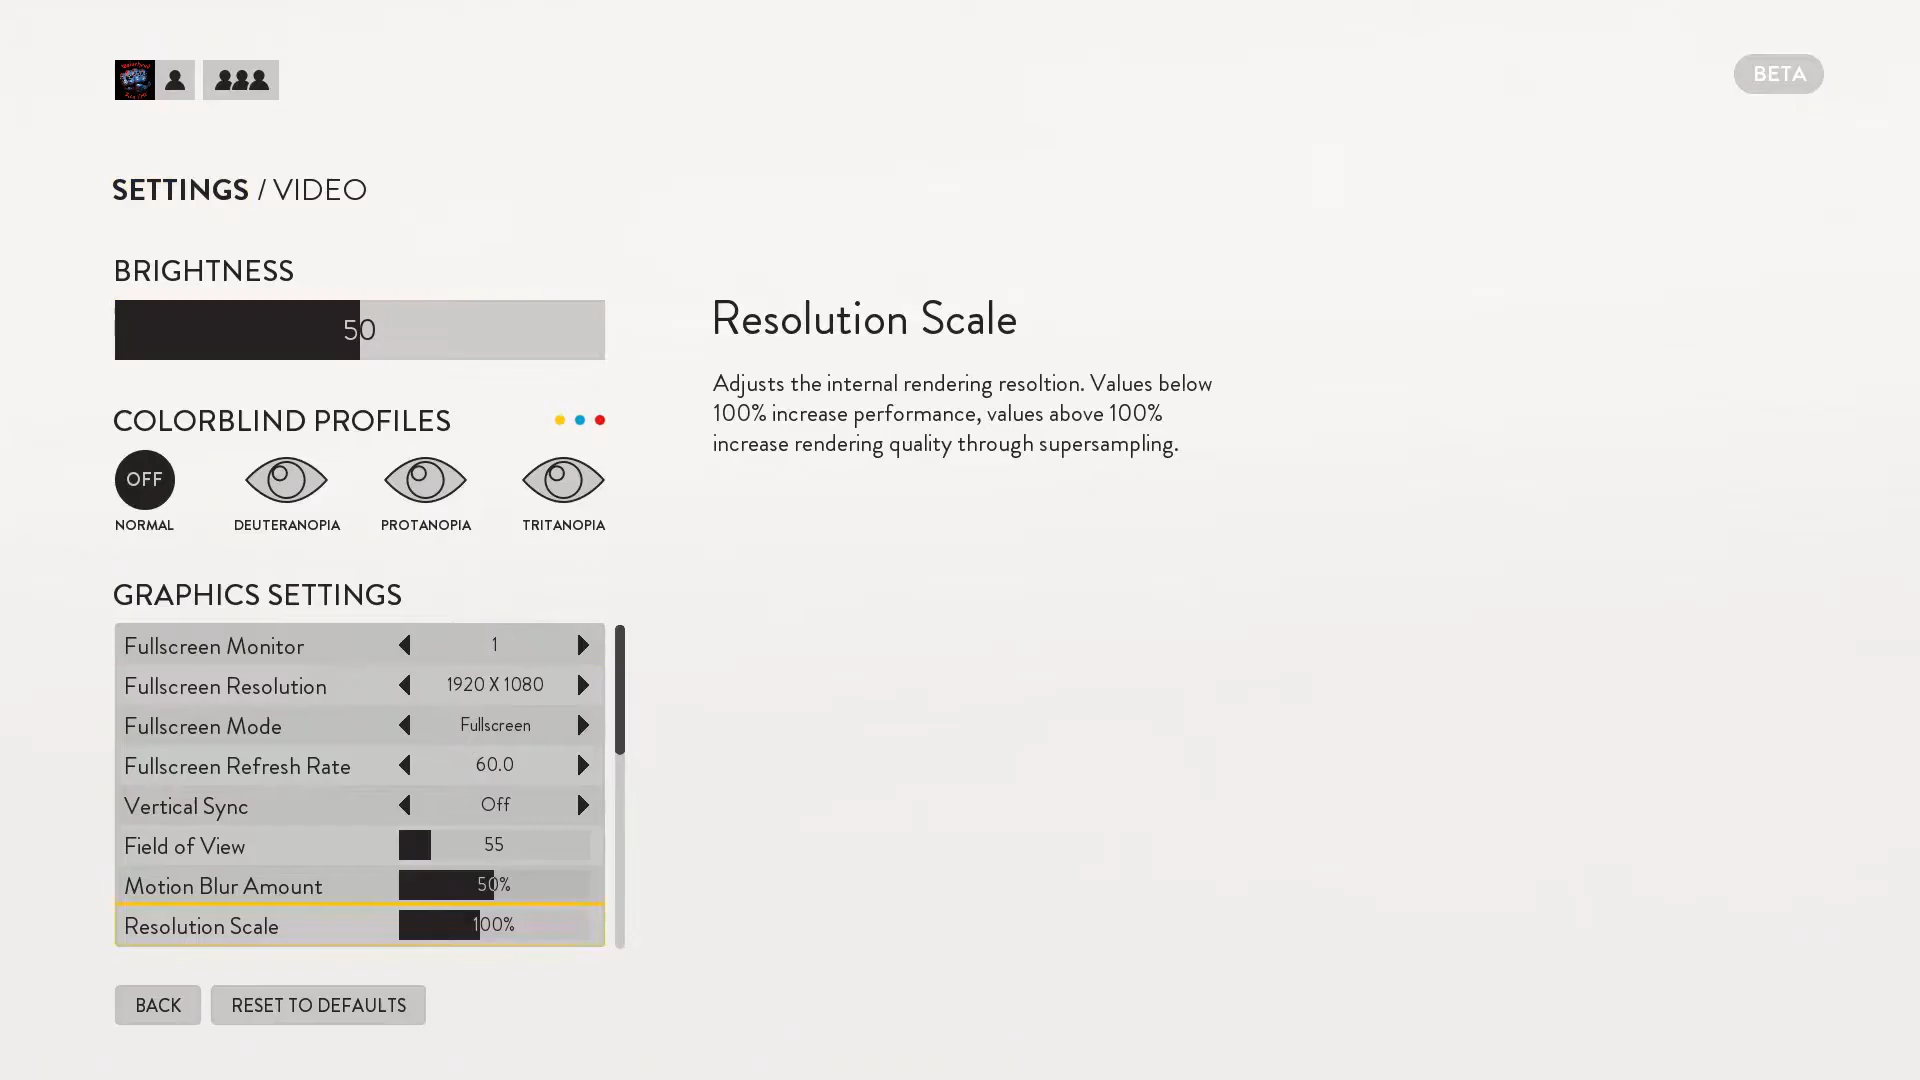 BETA
SETTINGS / VIDEO
BRIGHTNESS
50
COLORBLIND PROFILES
OFF
NORMAL DEUTERANOPIA PROTANOPIA TRITANOPIA
GRAPHICS SETTINGS
Fullscreen Monitor 1
Fullscreen Resolution 1920 X 1080
Fullscreen Mode Fullscreen
Fullscreen Refresh Rate 60.0
Vertical Sync Off
Field of View 55
Motion Blur Amount 50%
Resolution Scale 100%
BACK RESET TO DEFAULTS
Resolution Scale
Adjusts the internal rendering resoltion. Values below
100% increase performance, values above 100%
increase rendering quality through supersampling.